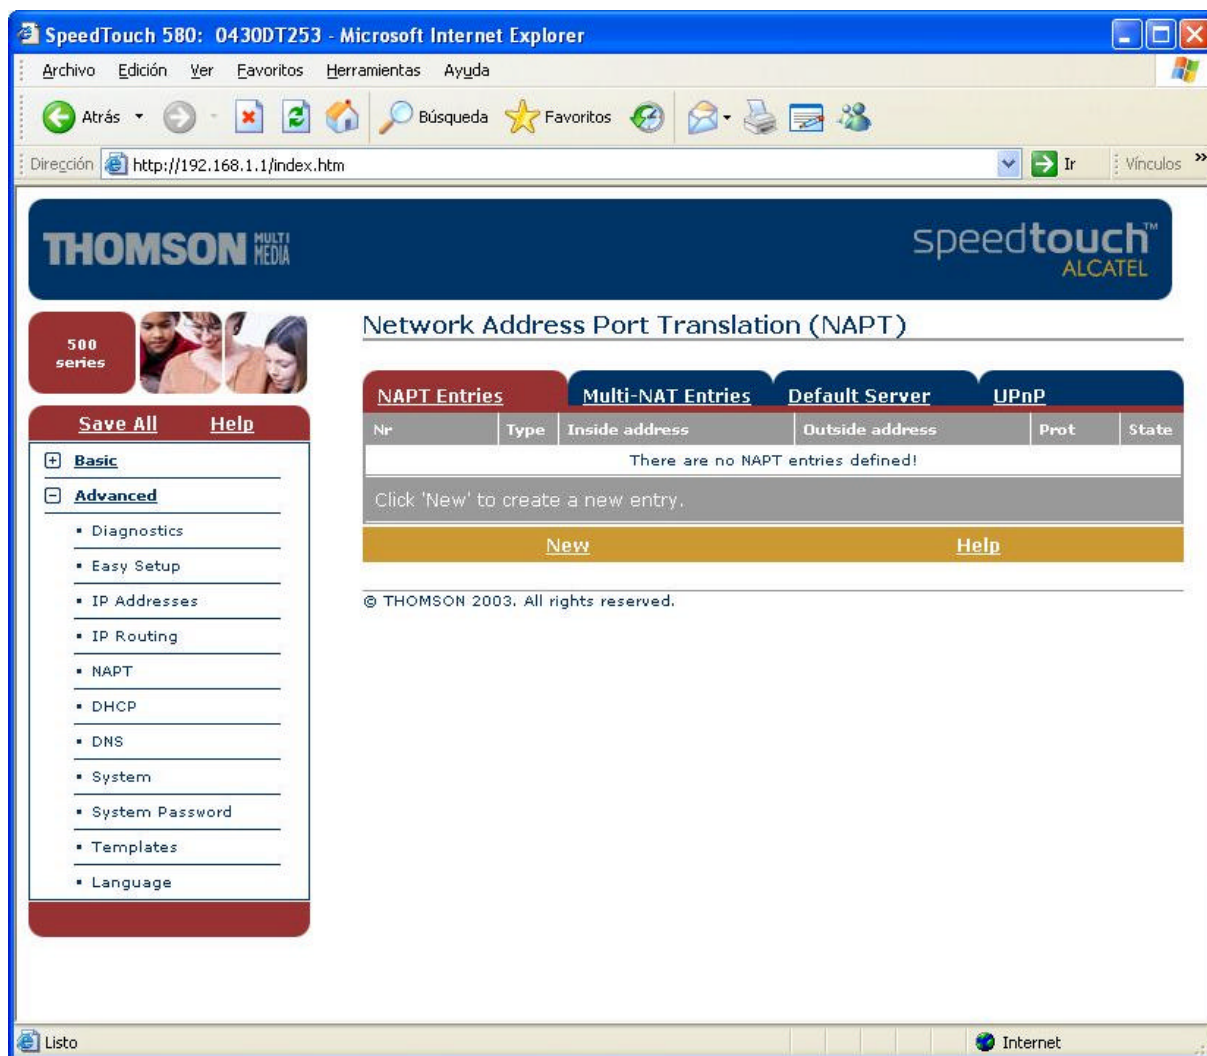 SpeedTouch 580: 0430DT253 - Microsoft Internet Explorer
Archivo Edición Ver Favoritos Herramientas Ayuda
Atrás Búsqueda Favoritos
Dirección http://192.168.1.1/index.htm Ir Vínculos »
THOMSON MULTI MEDIA speedtouch™
ALCATEL
500 series
Network Address Port Translation (NAPT)
NAPT Entries Multi-NAT Entries Default Server UPnP
Save All Help
Nr Type Inside address Outside address Prot State
There are no NAPT entries defined!
Click 'New' to create a new entry.
New Help
© THOMSON 2003. All rights reserved.
Basic
Advanced
Diagnostics
Easy Setup
IP Addresses
IP Routing
NAPT
DHCP
DNS
System
System Password
Templates
Language
Listo Internet